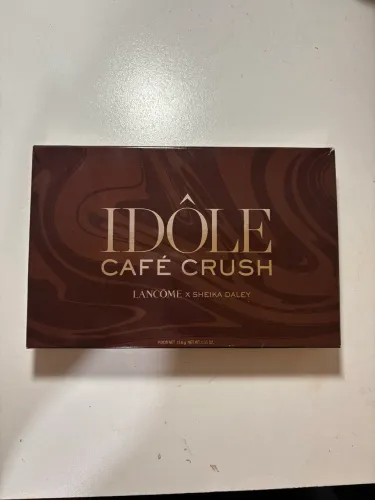 IDÔLE
CAFÉ CRUSH
LANCÔME X SHEIKA DALEY